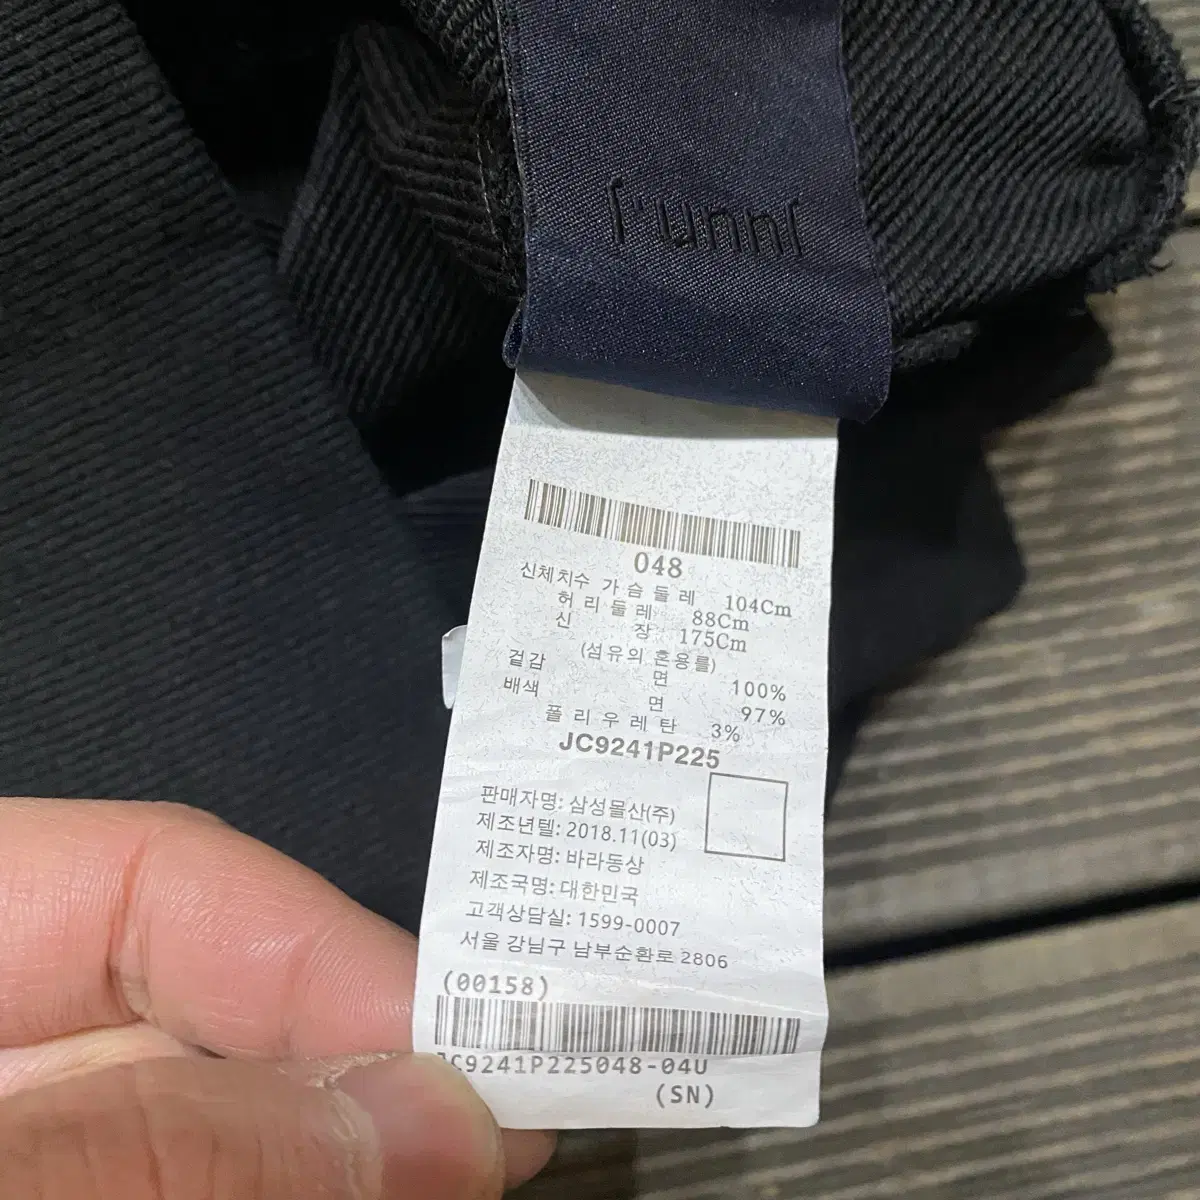 048
신체치수 가슴둘레 104Cm
허리둘레 88Cm
신 장 175Cm
(섬유의 혼용률)
겉감 면 100%
배색 면 97%
폴리우레탄 3%
JC9241P225
판매자명: 삼성물산(주)
제조년월: 2018.11(03)
제조자명: 바라동상
제조국명: 대한민국
고객상담실: 1599-0007
서울 강남구 남부순환로 2806
(00158)
JC9241P225048-04U
(SN)